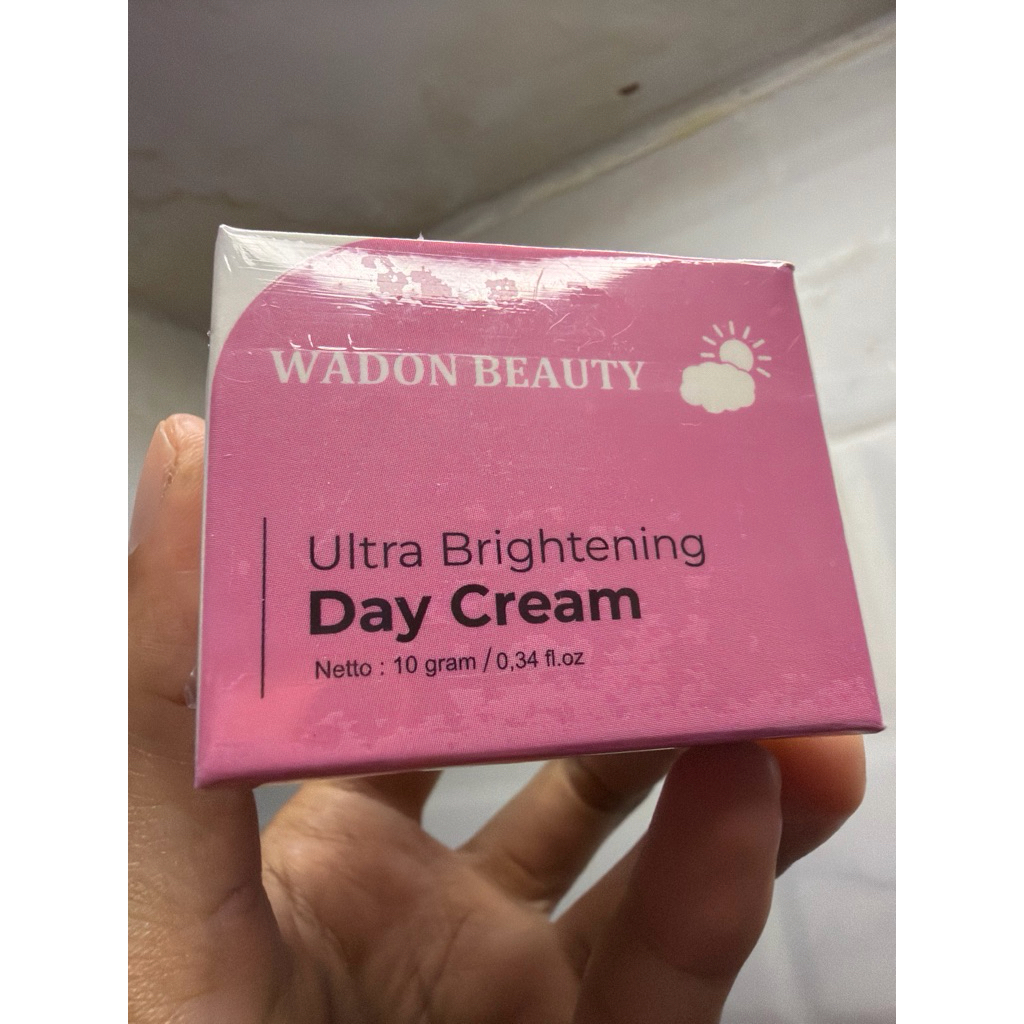 WADON BEAUTY
Ultra Brightening
Day Cream
Netto : 10 gram / 0,34 fl.oz